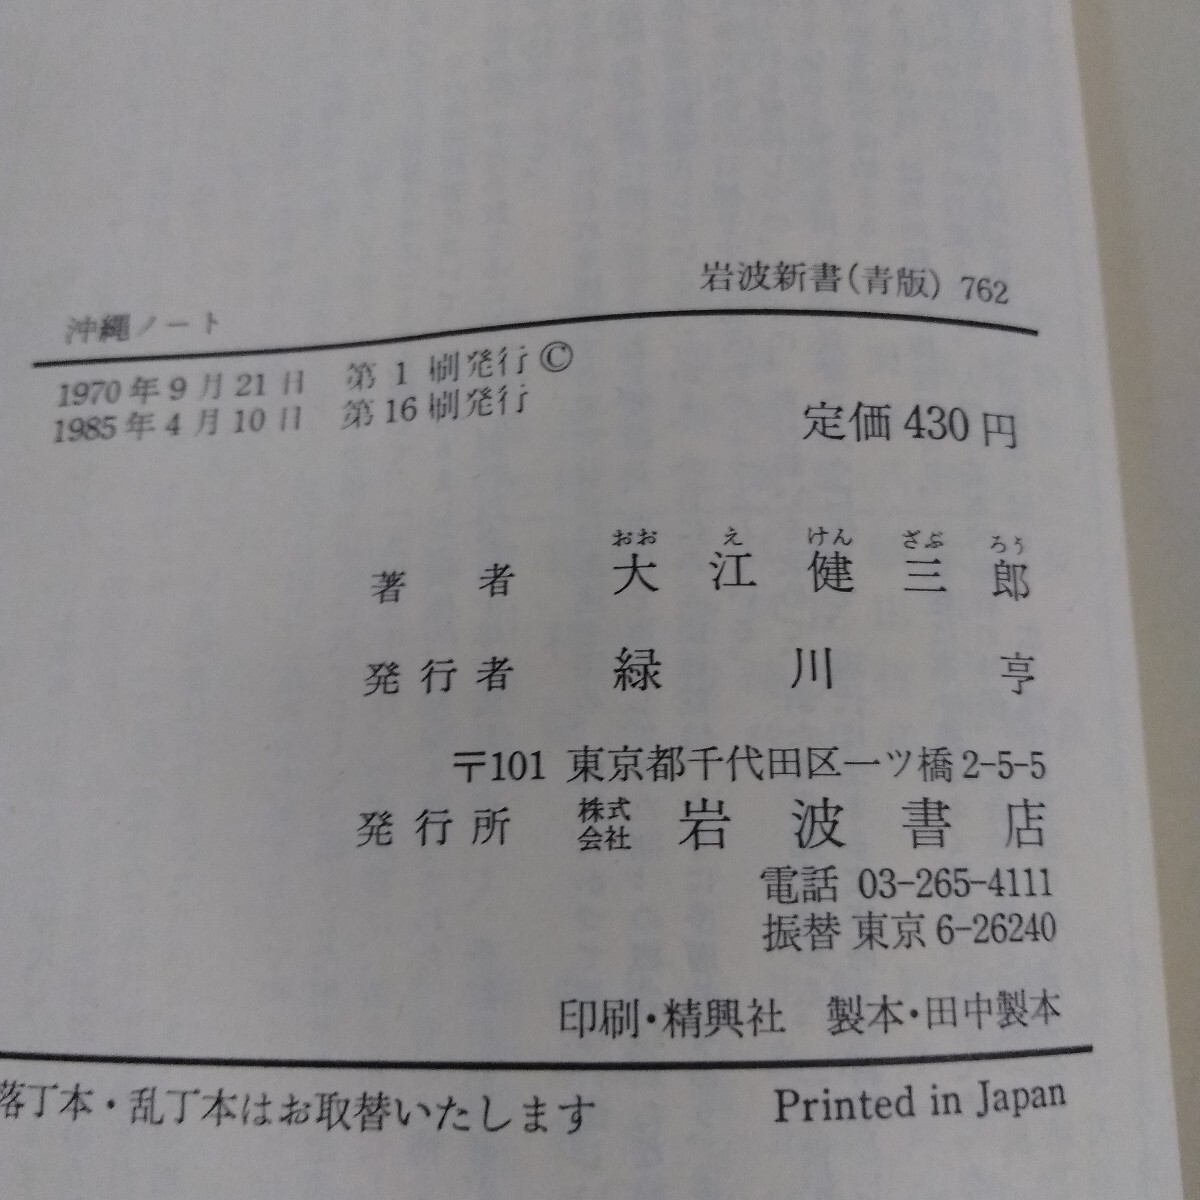 岩波新書(青版) 762
沖縄ノート
1970年9月21日 第1刷発行©
1985年4月10日 第16刷発行
定価 430円
おおえけんざぶろう
著者 大江健三郎
発行者 緑川亨
〒101 東京都千代田区一ツ橋2-5-5
発行所 株式会社 岩波書店
電話 03-265-4111
振替 東京6-26240
印刷・精興社 製本・田中製本
落丁本・乱丁本はお取替いたします
Printed in Japan